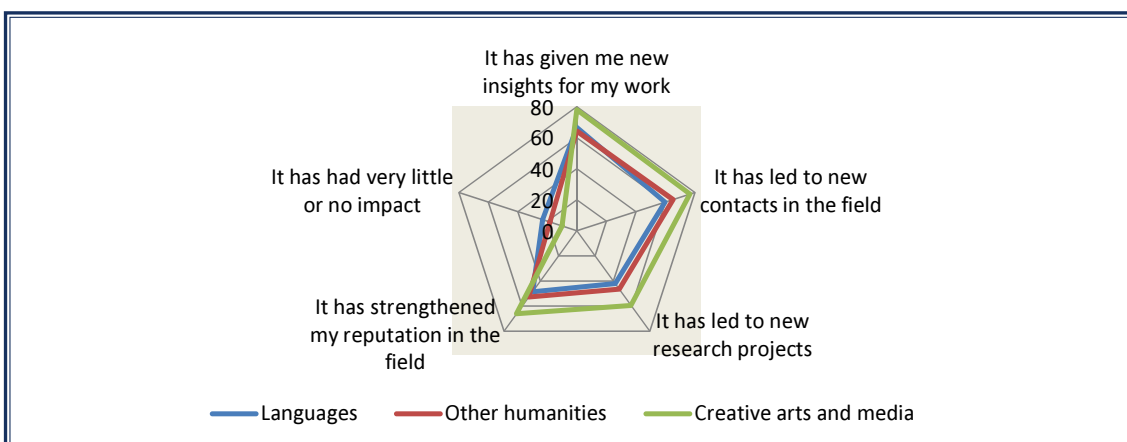 It has given me new
insights for my work
80
60
40
20
0
It has led to new
contacts in the field
It has led to new
research projects
It has strengthened
my reputation in the
field
It has had very little
or no impact
Languages
Other humanities
Creative arts and media